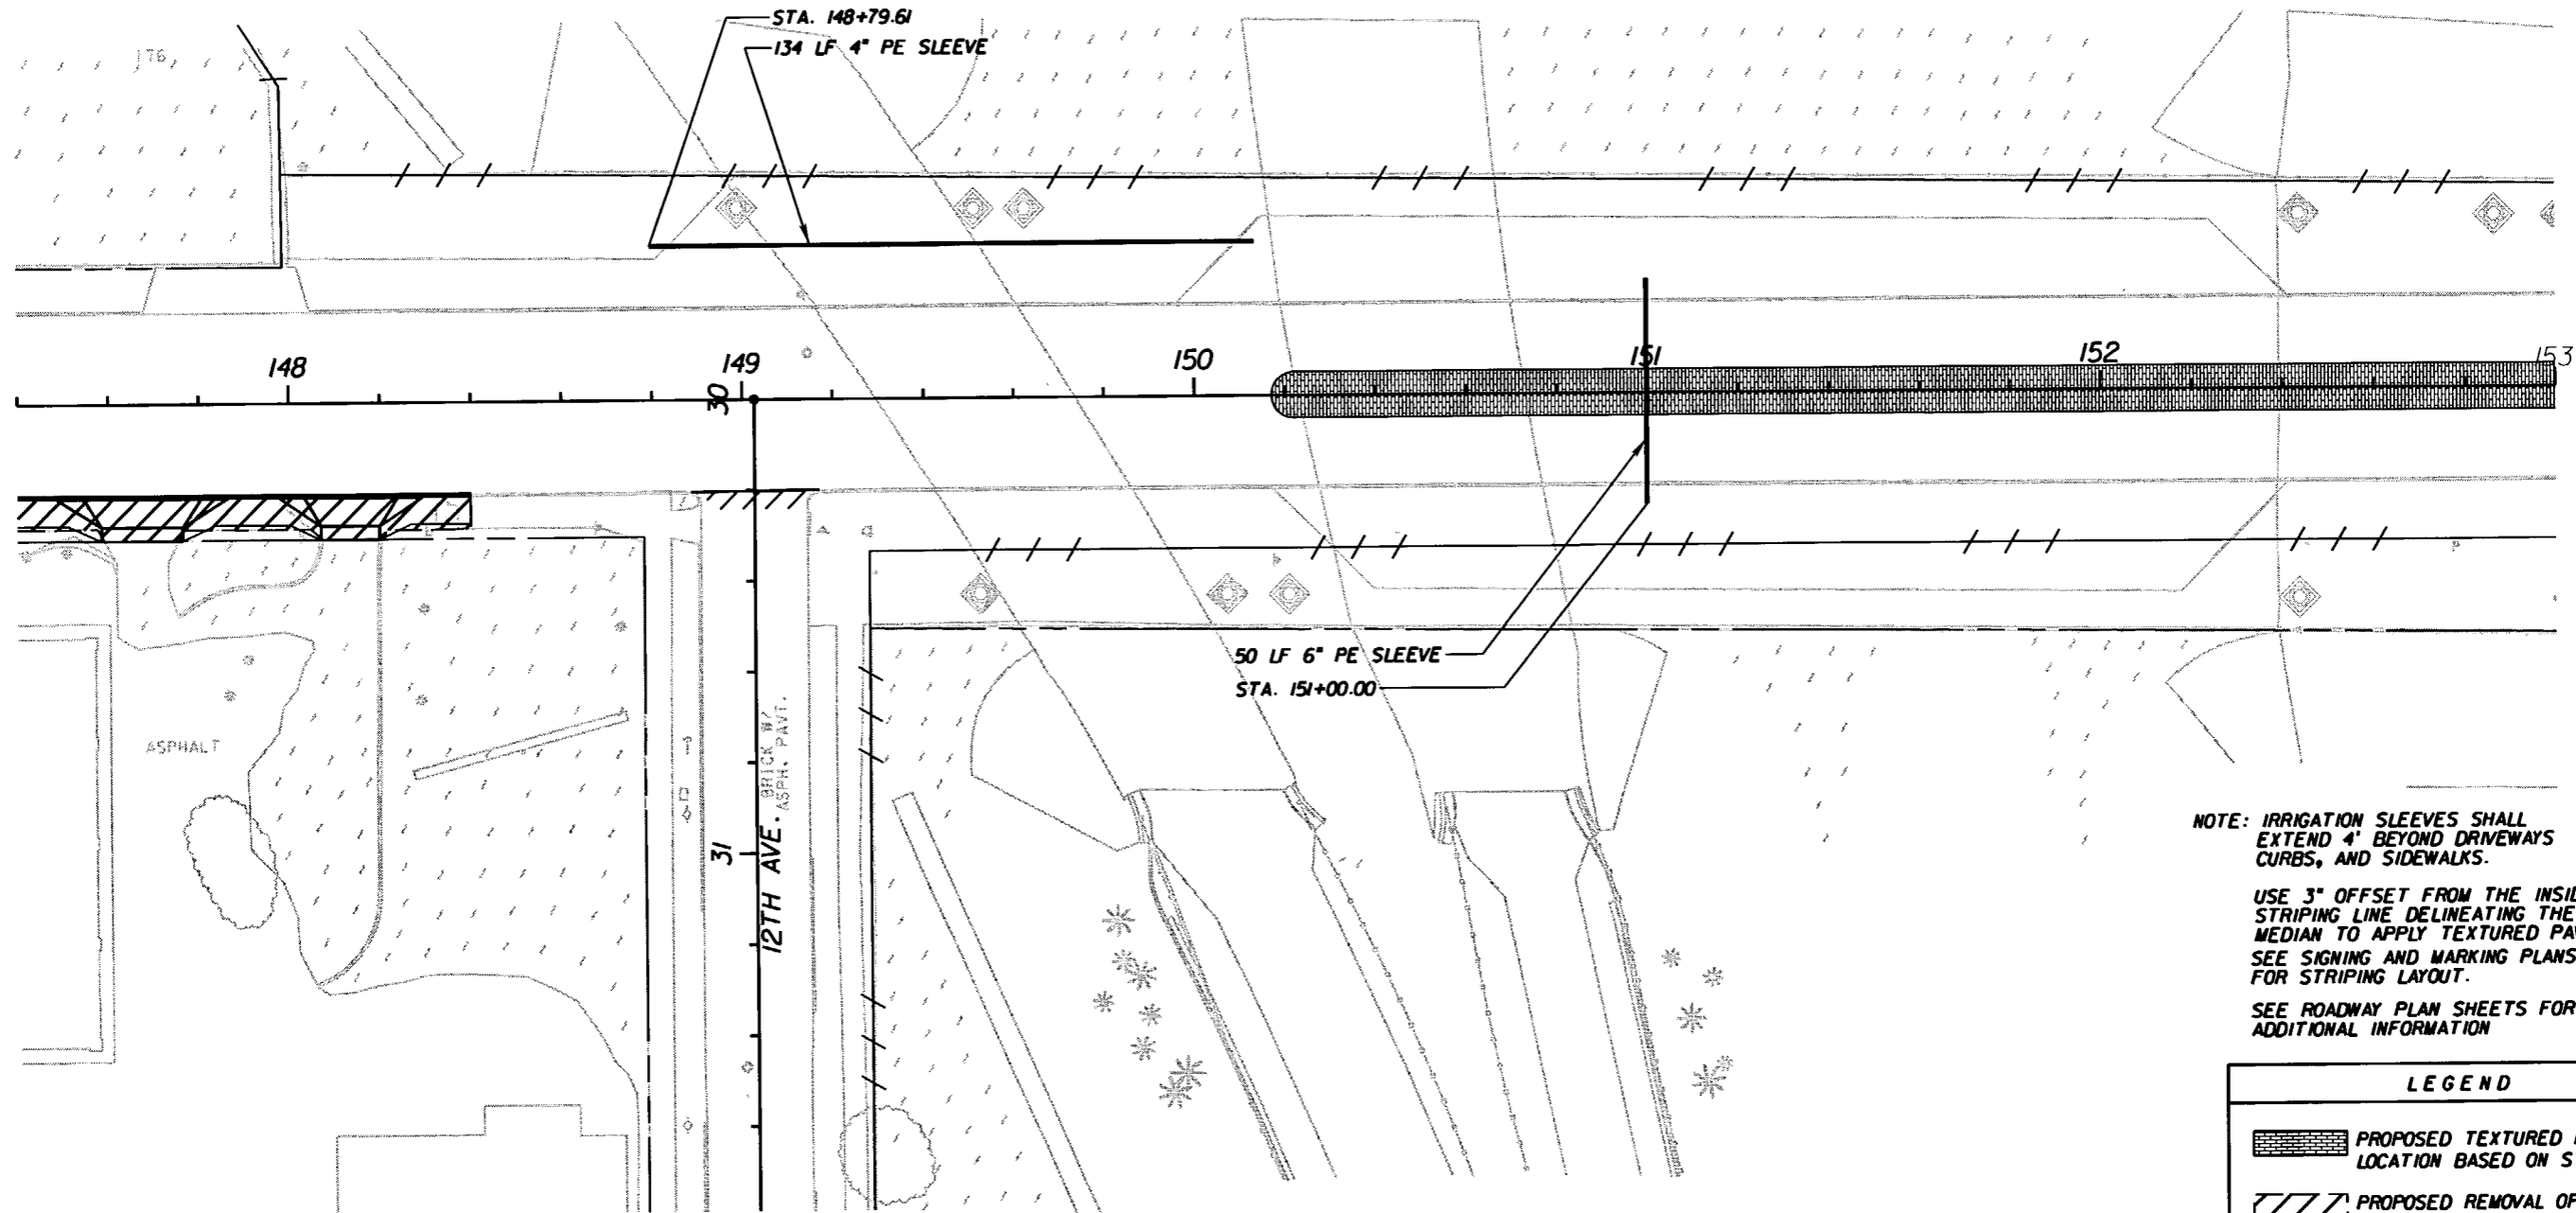 STA. 148+79.61
134 LF 4" PE SLEEVE
176
148
149
150
151
152
153
30
50 LF 6" PE SLEEVE
STA. 151+00.00
ASPHALT
31
12TH AVE.
BRICK W/
ASPH. PAVT.
NOTE: IRRIGATION SLEEVES SHALL
EXTEND 4' BEYOND DRIVEWAYS
CURBS, AND SIDEWALKS.
USE 3" OFFSET FROM THE INSID
STRIPING LINE DELINEATING THE
MEDIAN TO APPLY TEXTURED PA
SEE SIGNING AND MARKING PLANS
FOR STRIPING LAYOUT.
SEE ROADWAY PLAN SHEETS FOR
ADDITIONAL INFORMATION
LEGEND
PROPOSED TEXTURED
LOCATION BASED ON S
PROPOSED REMOVAL OF